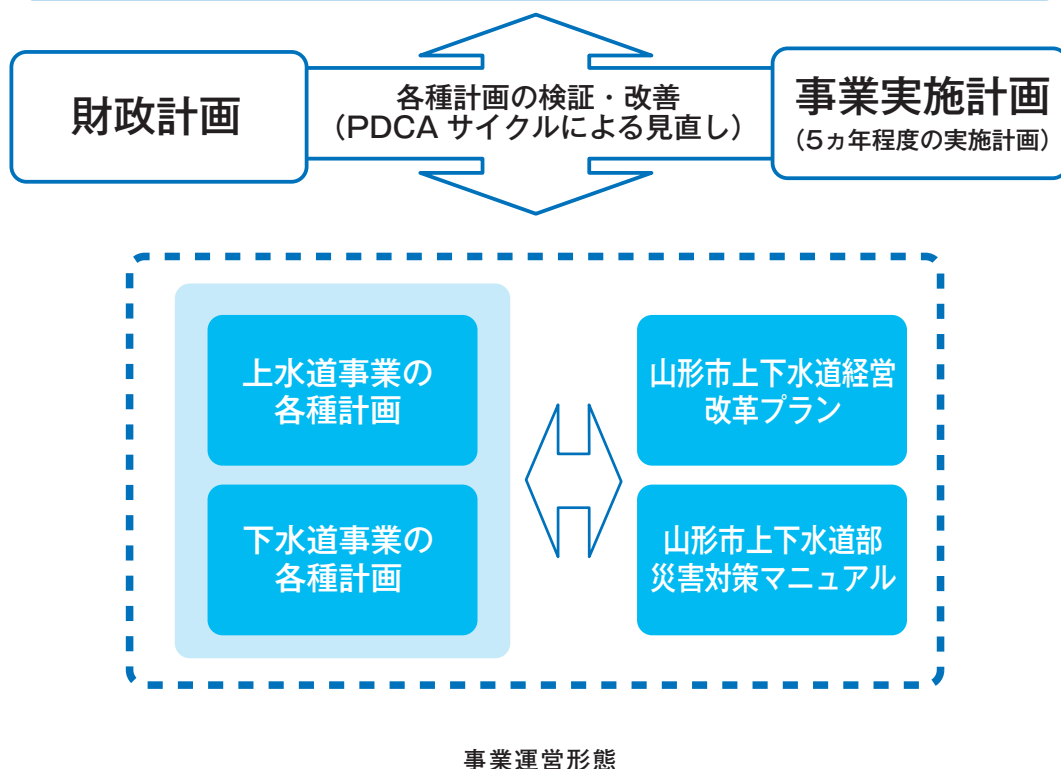 財政計画
各種計画の検証・改善
（PDCA サイクルによる見直し）
事業実施計画
（5ヵ年程度の実施計画）
上水道事業の
各種計画
山形市上下水道経営
改革プラン
下水道事業の
各種計画
山形市上下水道部
災害対策マニュアル
事業運営形態